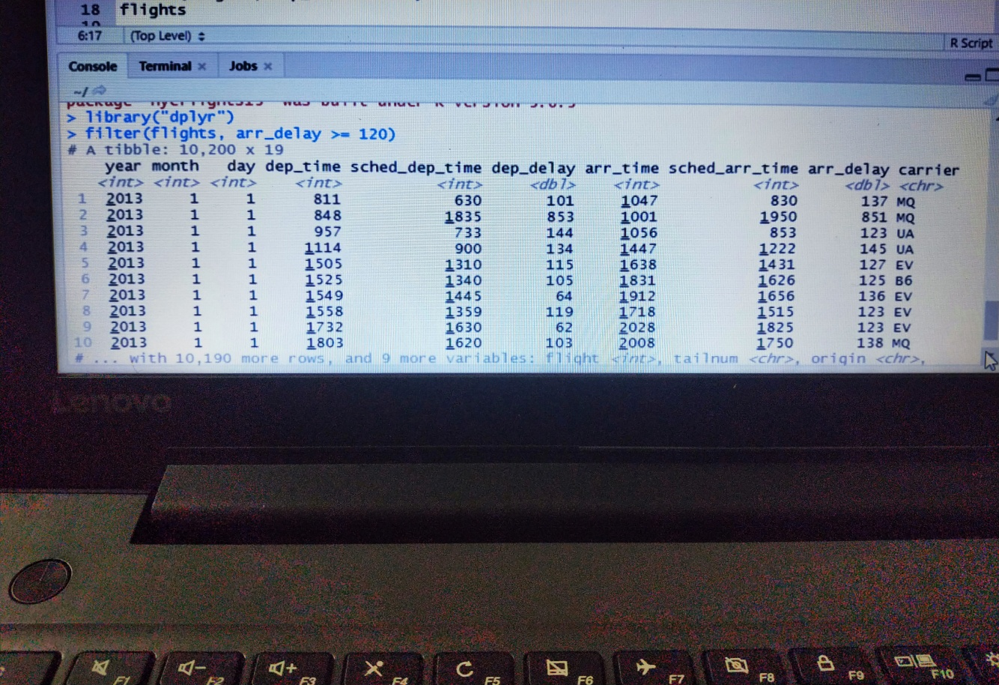 18 flights
6:17 (Top Level)
R Script
Console Terminal × Jobs ×
~/
package 'nycflights13' was built under R version
> library("dplyr")
> filter(flights, arr_delay >= 120)
# A tibble: 10,200 x 19
year month day dep_time sched_dep_time dep_delay arr_time sched_arr_time arr_delay carrier
<int> <int> <int> <int> <int> <dbl> <int> <int> <dbl> <chr>
1 2013 1 1 811 630 101 1047 830 137 MQ
2 2013 1 1 848 1835 853 1001 1950 851 MQ
3 2013 1 1 957 733 144 1056 853 123 UA
4 2013 1 1 1114 900 134 1447 1222 145 UA
5 2013 1 1 1505 1310 115 1638 1431 127 EV
6 2013 1 1 1525 1340 105 1831 1626 125 B6
7 2013 1 1 1549 1445 64 1912 1656 136 EV
8 2013 1 1 1558 1359 119 1718 1515 123 EV
9 2013 1 1 1732 1630 62 2028 1825 123 EV
10 2013 1 1 1803 1620 103 2008 1750 138 MQ
# ... with 10,190 more rows, and 9 more variables: flight <int>, tailnum <chr>, origin <chr>,
Lenovo
F1 F2 F3 F4 F5 F6 F7 F8 F9 F10